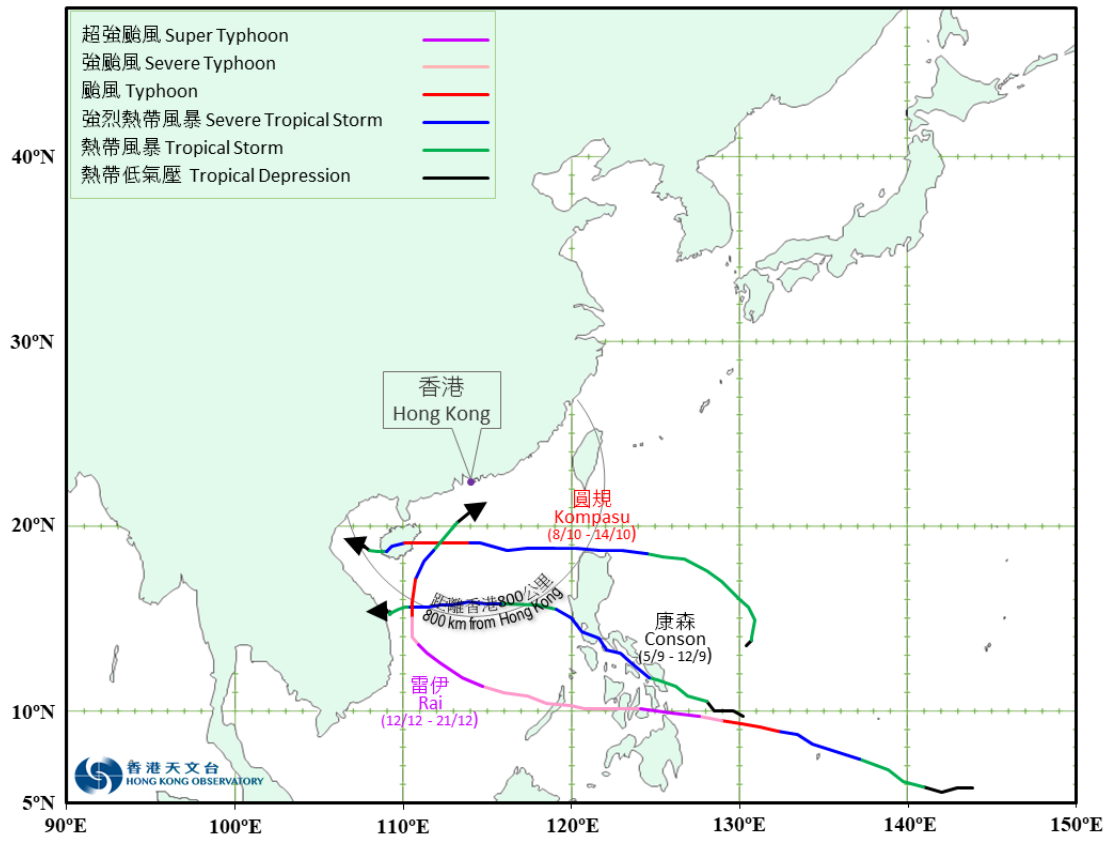 超強颱風 Super Typhoon
強颱風 Severe Typhoon
颱風 Typhoon
強烈熱帶風暴 Severe Tropical Storm
熱帶風暴 Tropical Storm
熱帶低氣壓 Tropical Depression
40ºN
30ºN
香港
Hong Kong
20ºN
圓規
Kompasu
(8/10 - 14/10)
距離香港800公里
800 km from Hong Kong
康森
Conson
(5/9 - 12/9)
雷伊
Rai
(12/12 - 21/12)
10ºN
香港天文台
HONG KONG OBSERVATORY
5ºN
90ºE 100ºE 110ºE 120ºE 130ºE 140ºE 150ºE